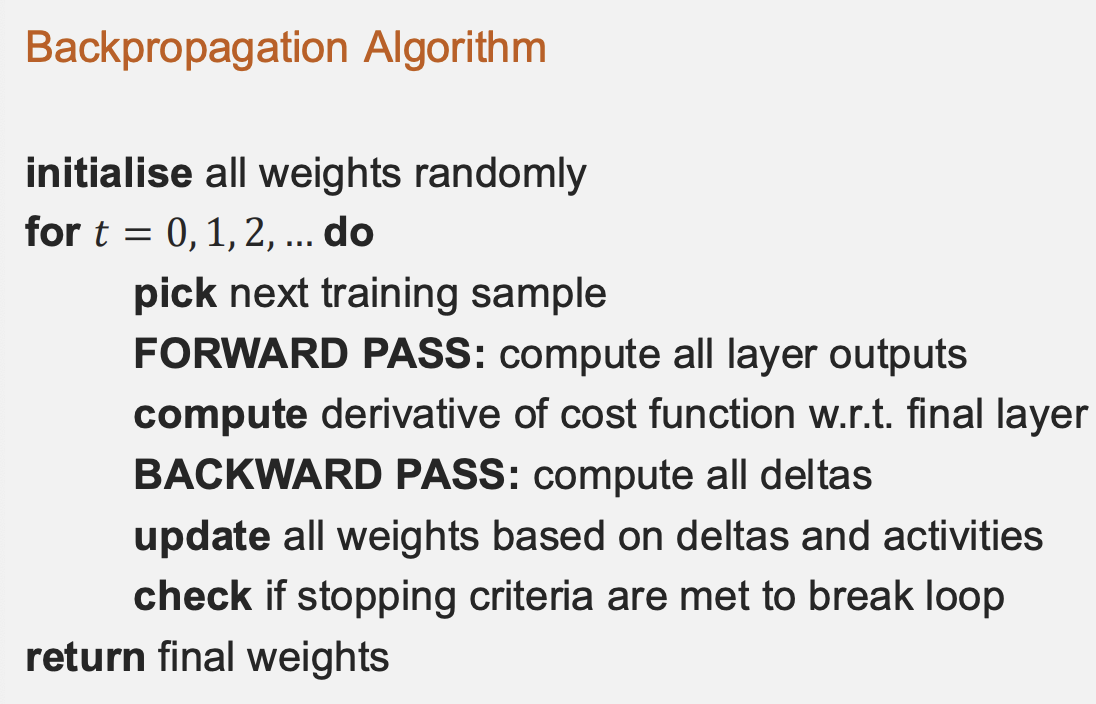 Backpropagation Algorithm
initialise all weights randomly
for t = 0, 1, 2, ... do
pick next training sample
FORWARD PASS: compute all layer outputs
compute derivative of cost function w.r.t. final layer
BACKWARD PASS: compute all deltas
update all weights based on deltas and activities
check if stopping criteria are met to break loop
return final weights